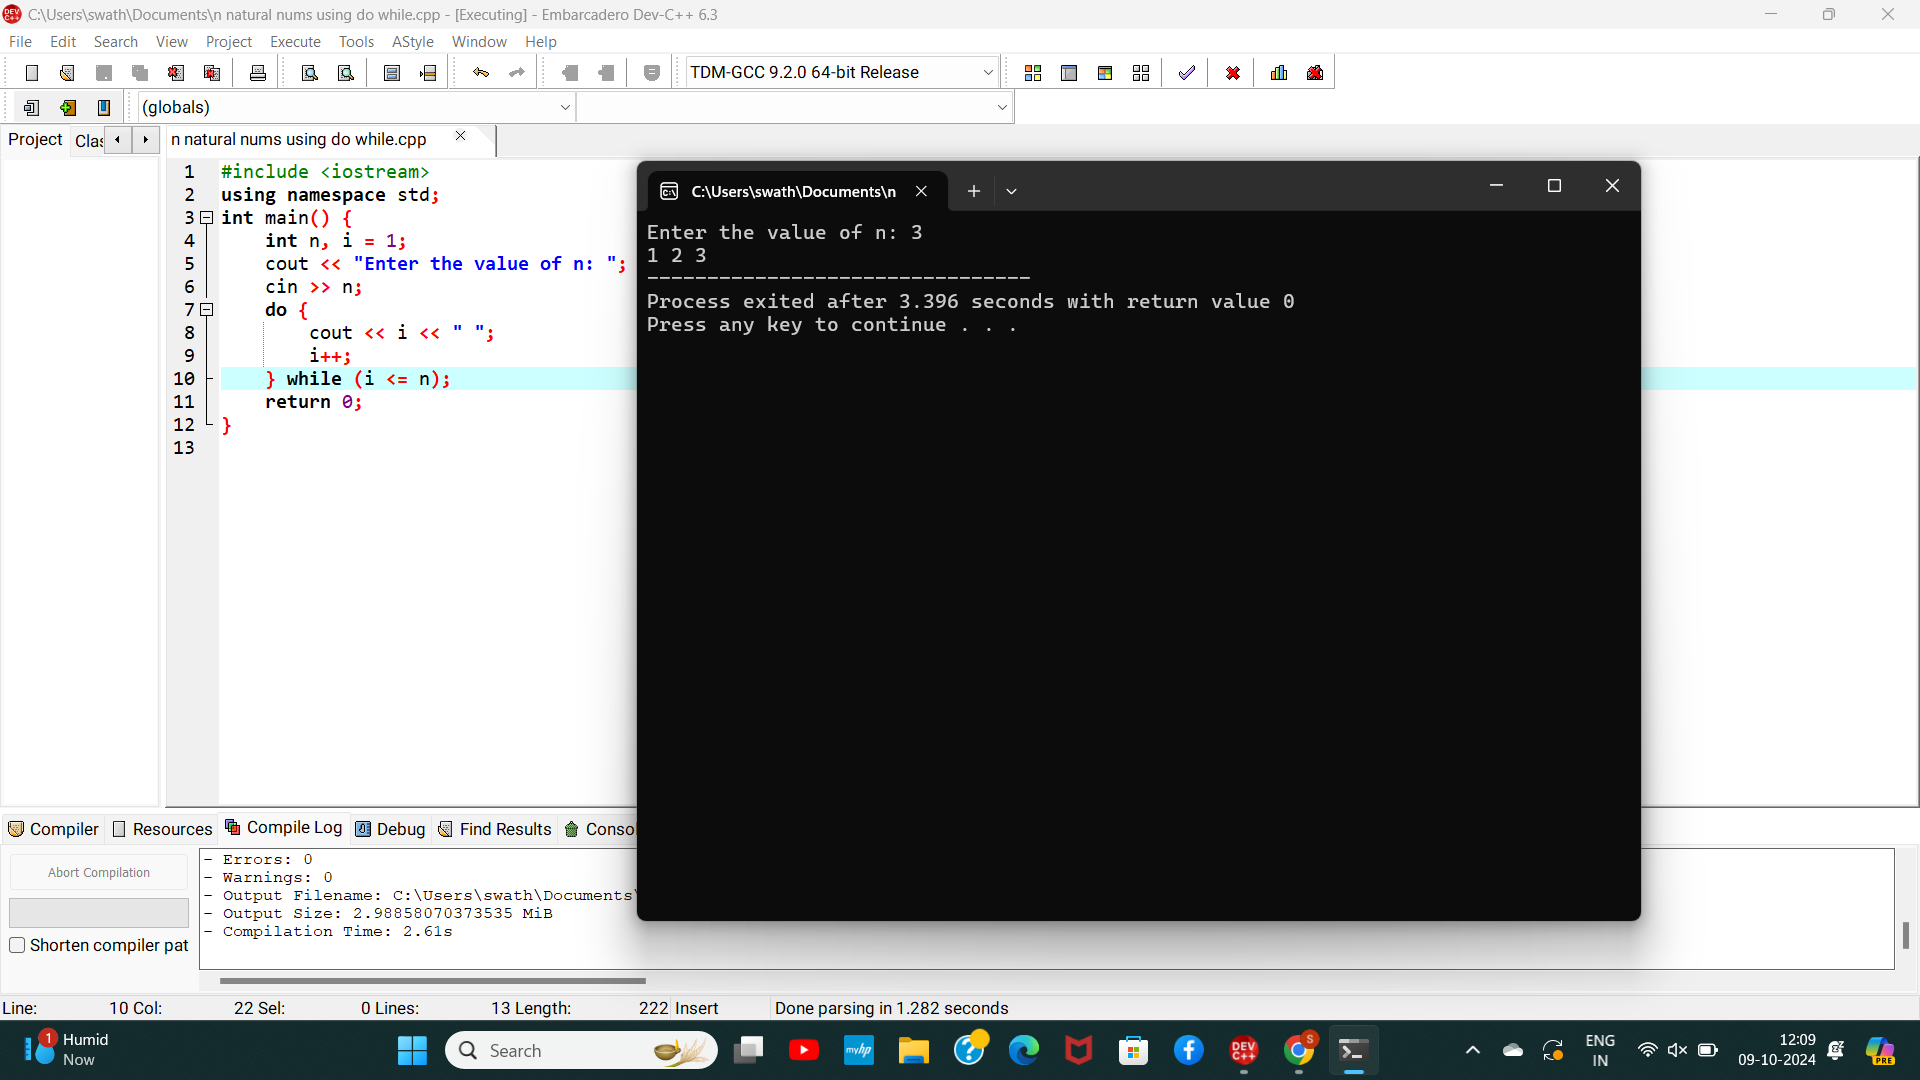 C:\Users\swath\Documents\n natural nums using do while.cpp - [Executing] - Embarcadero Dev-C++ 6.3
File Edit Search View Project Execute Tools AStyle Window Help
TDM-GCC 9.2.0 64-bit Release
(globals)
Project Clas n natural nums using do while.cpp
1 #include <iostream>
2 using namespace std;
3 int main() {
4 int n, i = 1;
5 cout << "Enter the value of n: ";
6 cin >> n;
7 do {
8 cout << i << " ";
9 i++;
10 } while (i <= n);
11 return 0;
12 }
13
C:\Users\swath\Documents\n
Enter the value of n: 3
1 2 3
--------------------------------
Process exited after 3.396 seconds with return value 0
Press any key to continue . . .
Compiler Resources Compile Log Debug Find Results Consol
Abort Compilation
Shorten compiler pat
- Errors: 0
- Warnings: 0
- Output Filename: C:\Users\swath\Documents\
- Output Size: 2.98858070373535 MiB
- Compilation Time: 2.61s
Line: 10 Col: 22 Sel: 0 Lines: 13 Length: 222 Insert Done parsing in 1.282 seconds
1
Humid
Now
Search
myhp
DEV
C++
S
ENG
IN
12:09
09-10-2024
PRE